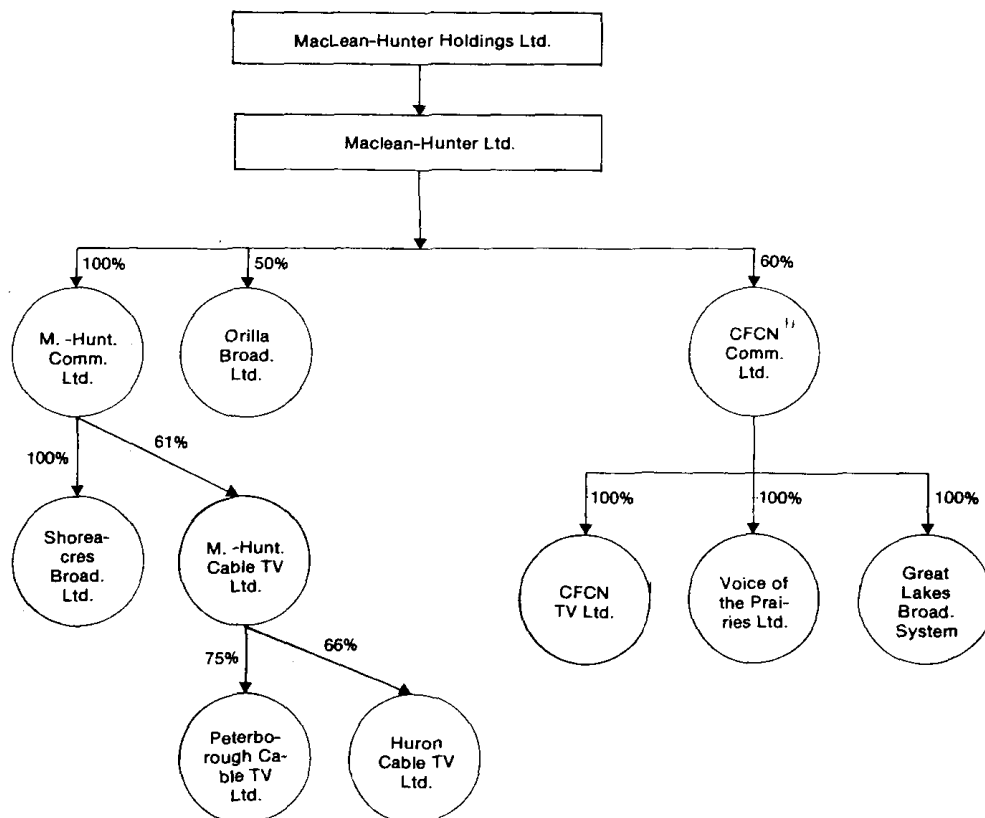 MacLean-Hunter Holdings Ltd.
Maclean-Hunter Ltd.
100%
50%
60%
M. -Hunt.
Comm.
Ltd.
Orilla
Broad.
Ltd.
CFCN 1)
Comm.
Ltd.
100%
61%
100%
100%
100%
Shorea-
cres
Broad.
Ltd.
M. -Hunt.
Cable TV
Ltd.
CFCN
TV Ltd.
Voice of
the Prai-
ries Ltd.
Great
Lakes
Broad.
System
75%
66%
Peterbo-
rough Ca-
ble TV
Ltd.
Huron
Cable TV
Ltd.